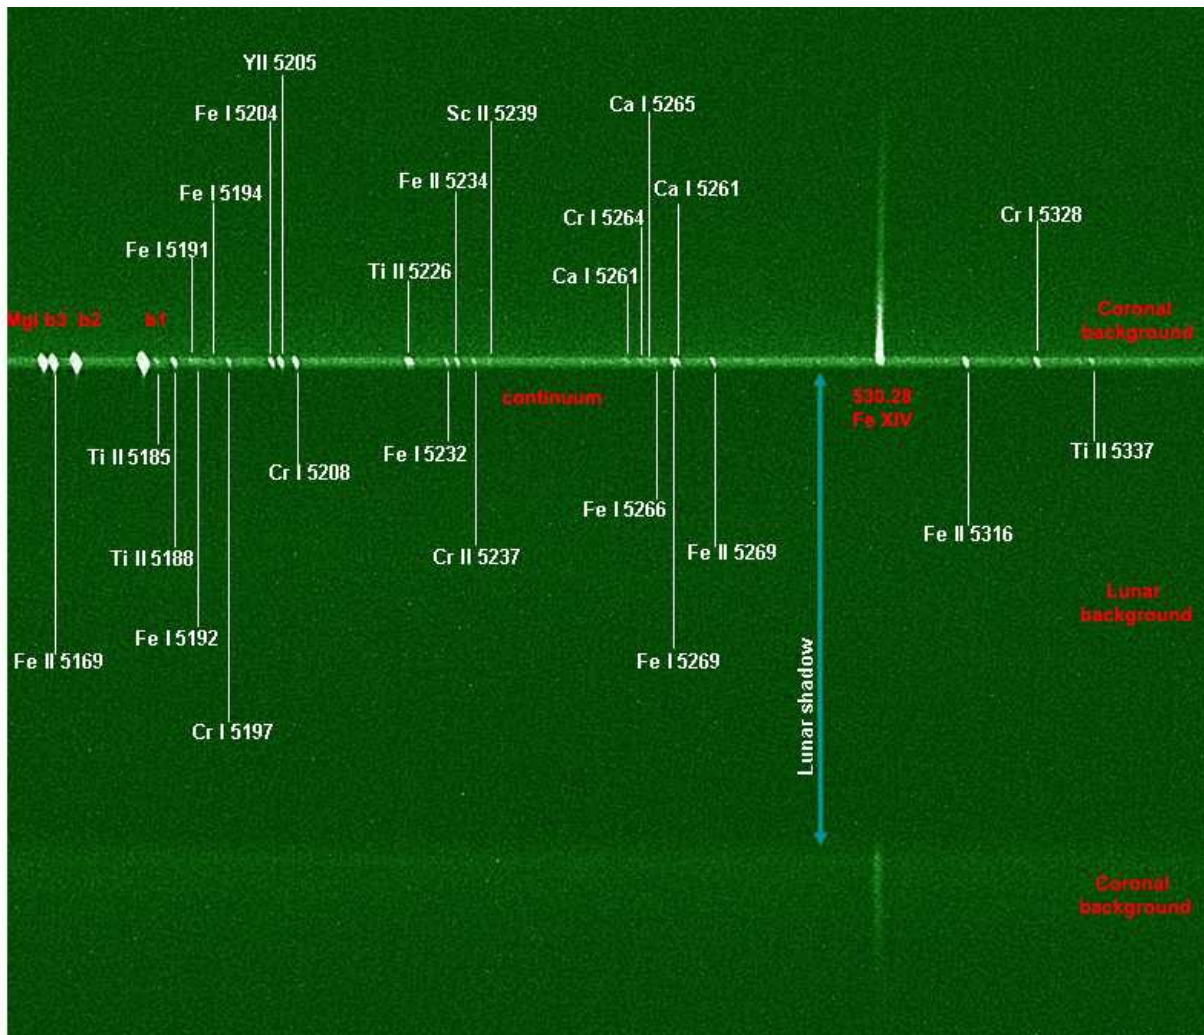 YII 5205
Fe I 5204
Sc II 5239
Ca I 5265
Fe I 5194
Fe II 5234
Ca I 5261
Cr I 5264
Cr I 5328
Fe I 5191
Ti II 5226
Ca I 5261
MgI b3 b2 b1
Coronal
background
continuum
530.28
Fe XIV
Ti II 5185
Cr I 5208
Fe I 5232
Ti II 5337
Fe I 5266
Fe II 5316
Ti II 5188
Cr II 5237
Fe II 5269
Lunar
background
Fe I 5192
Fe II 5169
Fe I 5269
Cr I 5197
Lunar shadow
Coronal
background